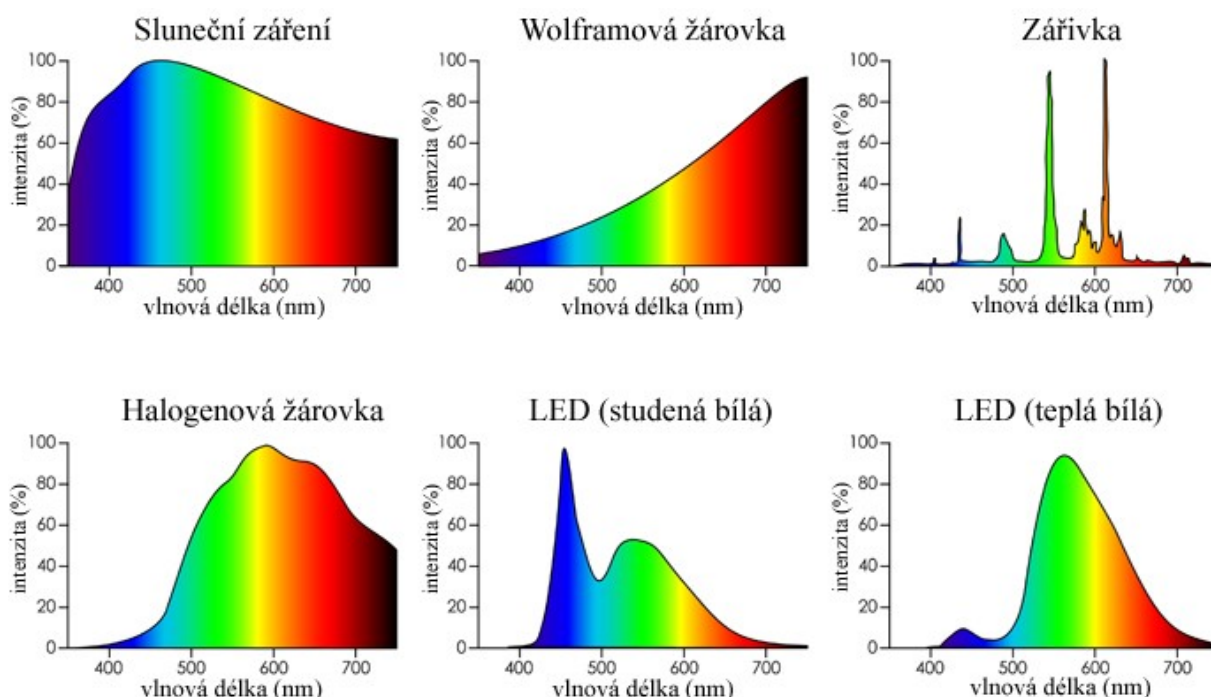 Sluneční záření
intenzita (%)
100
80
60
40
20
0
400 500 600 700
vlnová délka (nm)
Wolframová žárovka
intenzita (%)
100
80
60
40
20
0
400 500 600 700
vlnová délka (nm)
Zářivka
intenzita (%)
100
80
60
40
20
0
400 500 600 700
vlnová délka (nm)
Halogenová žárovka
intenzita (%)
100
80
60
40
20
0
400 500 600 700
vlnová délka (nm)
LED (studená bílá)
intenzita (%)
100
80
60
40
20
0
400 500 600 700
vlnová délka (nm)
LED (teplá bílá)
intenzita (%)
100
80
60
40
20
0
400 500 600 700
vlnová délka (nm)